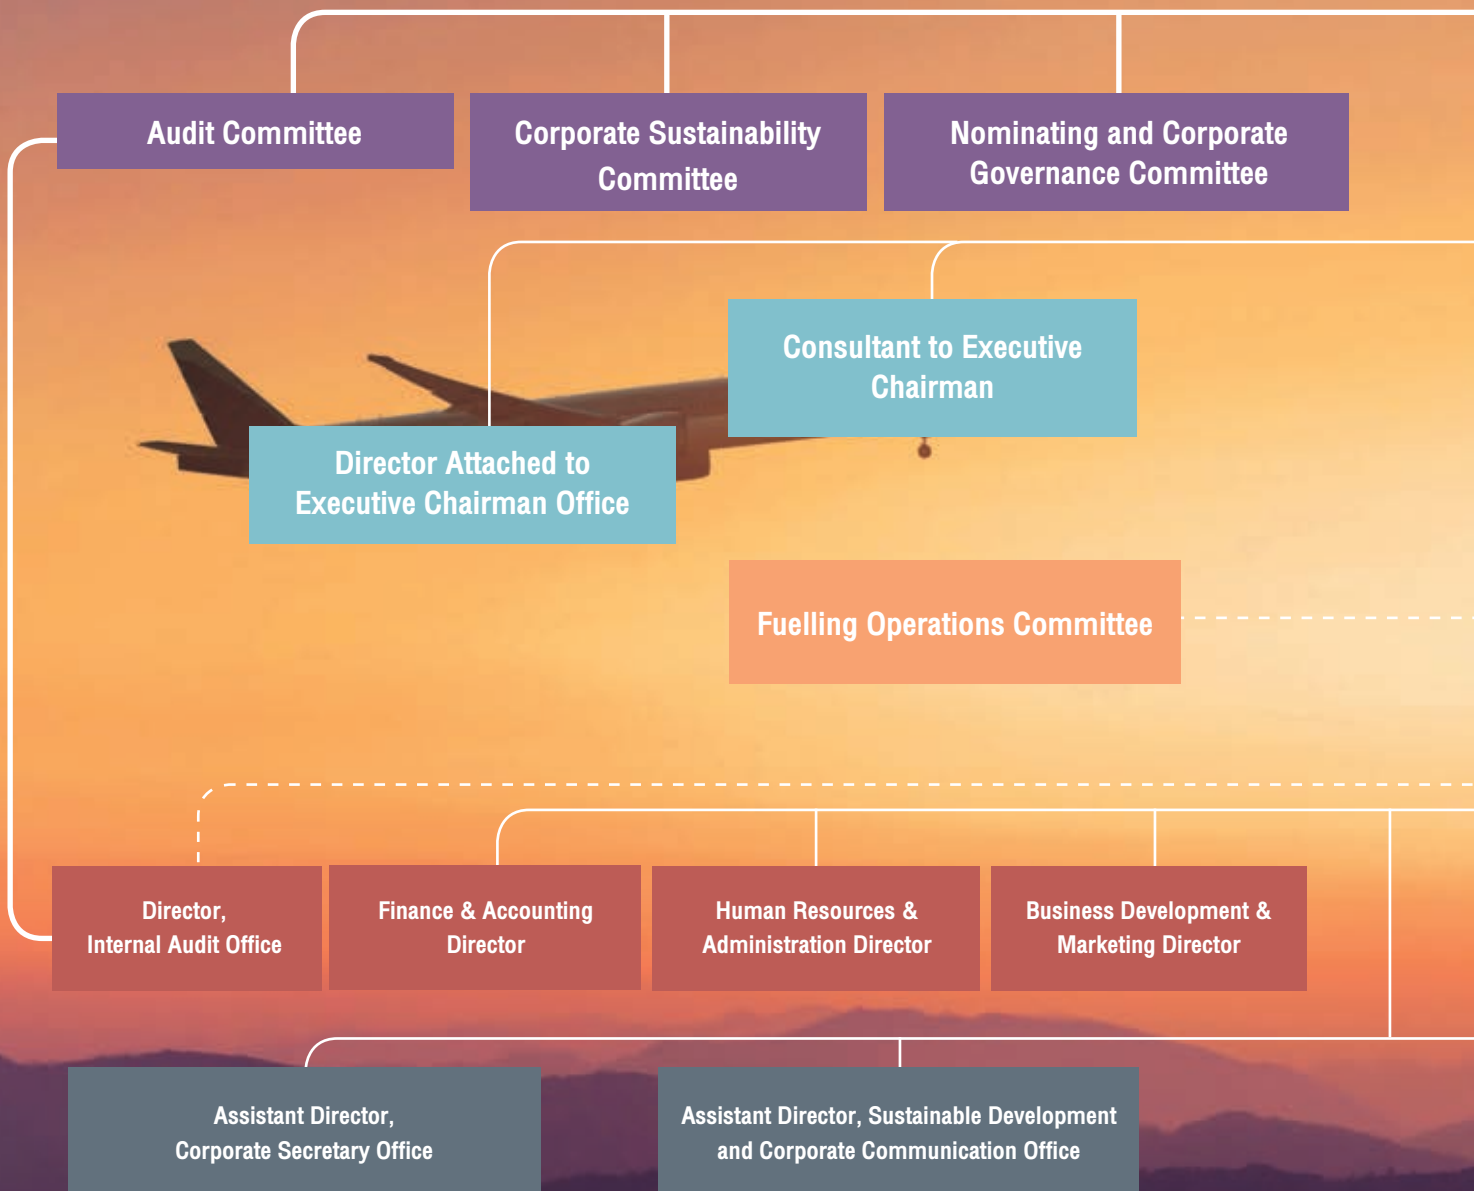 Audit Committee
Corporate Sustainability
Committee
Nominating and Corporate
Governance Committee
Consultant to Executive
Chairman
Director Attached to
Executive Chairman Office
Fuelling Operations Committee
Director,
Internal Audit Office
Finance & Accounting
Director
Human Resources &
Administration Director
Business Development &
Marketing Director
Assistant Director,
Corporate Secretary Office
Assistant Director, Sustainable Development
and Corporate Communication Office